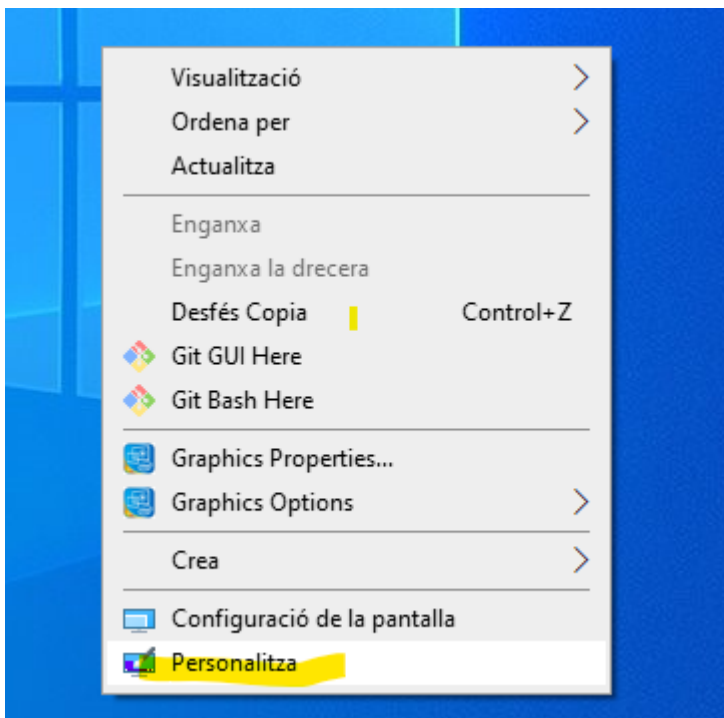 Visualització
Ordena per
Actualitza
Enganxa
Enganxa la drecera
Desfés Copia Control+Z
Git GUI Here
Git Bash Here
Graphics Properties...
Graphics Options
Crea
Configuració de la pantalla
Personalitza